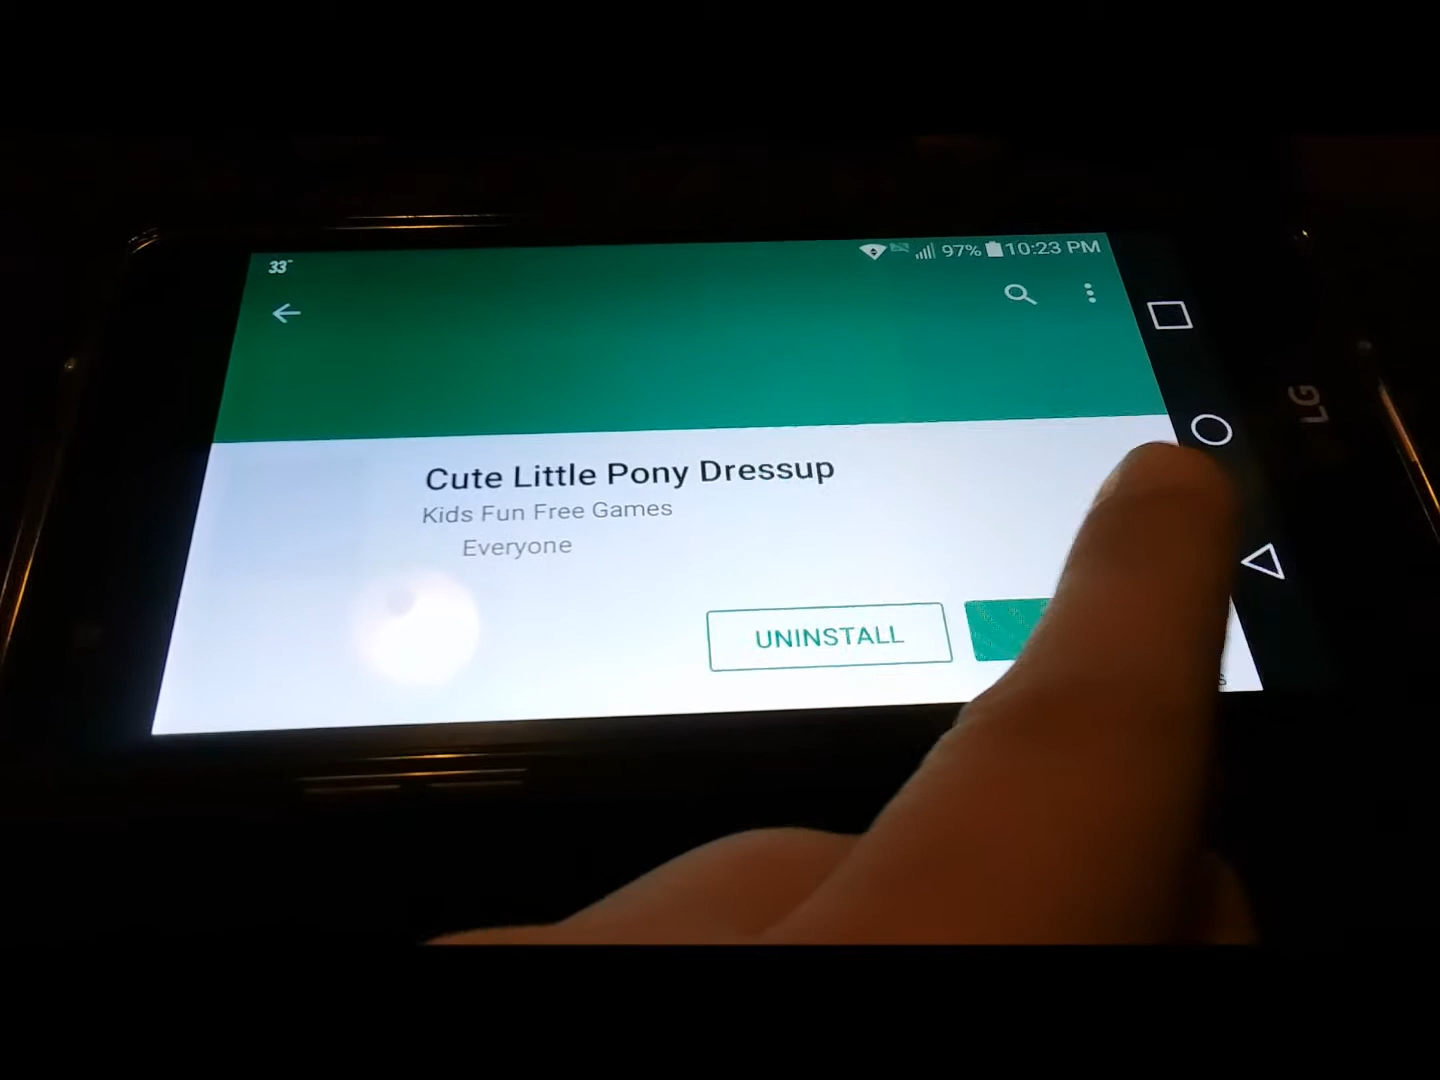 33°
97% 10:23 PM
Cute Little Pony Dressup
Kids Fun Free Games
Everyone
UNINSTALL
LG